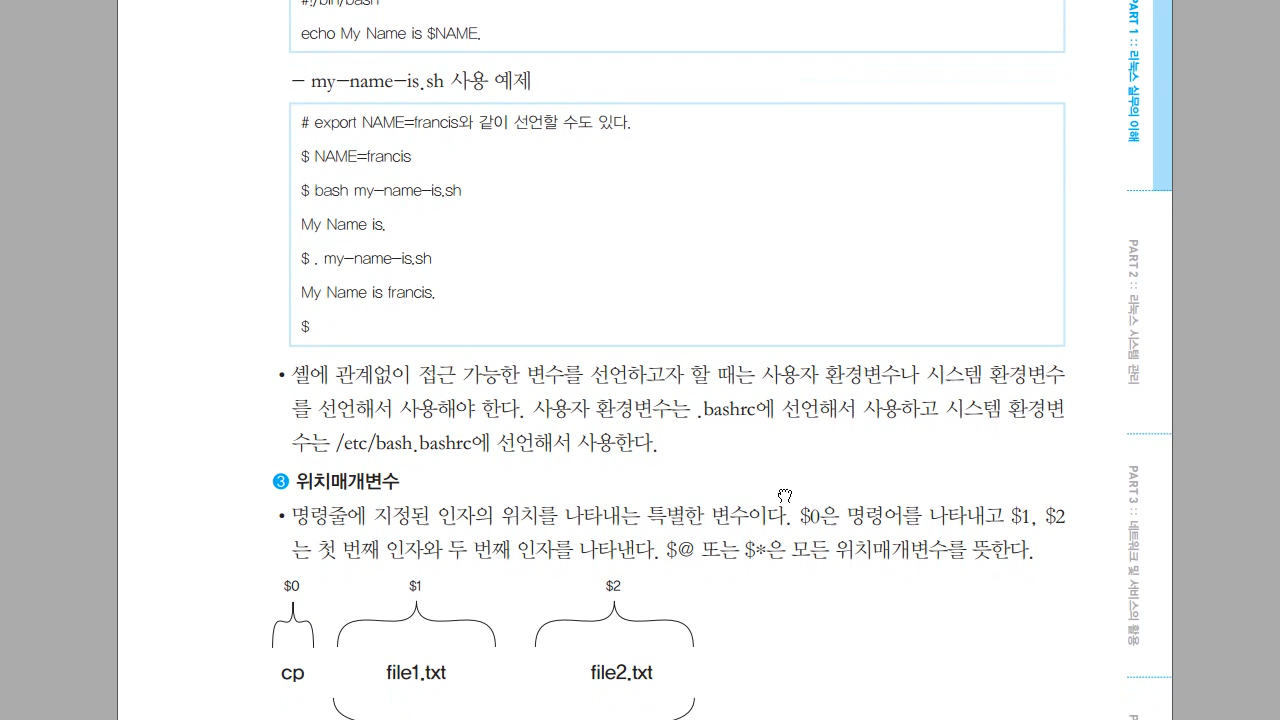 #!/bin/bash
echo My Name is $NAME.
– my-name-is.sh 사용 예제
# export NAME=francis와 같이 선언할 수도 있다.
$ NAME=francis
$ bash my-name-is.sh
My Name is.
$ . my-name-is.sh
My Name is francis.
$
• 셸에 관계없이 접근 가능한 변수를 선언하고자 할 때는 사용자 환경변수나 시스템 환경변수
를 선언해서 사용해야 한다. 사용자 환경변수는 .bashrc에 선언해서 사용하고 시스템 환경변
수는 /etc/bash.bashrc에 선언해서 사용한다.
3 위치매개변수
• 명령줄에 지정된 인자의 위치를 나타내는 특별한 변수이다. $0은 명령어를 나타내고 $1, $2
는 첫 번째 인자와 두 번째 인자를 나타낸다. $@ 또는 $*은 모든 위치매개변수를 뜻한다.
$0 $1 $2
cp file1.txt file2.txt
PART 1 :: 리눅스 실무의 이해
PART 2 :: 리눅스 시스템 관리
PART 3 :: 네트워크 및 서비스의 활용